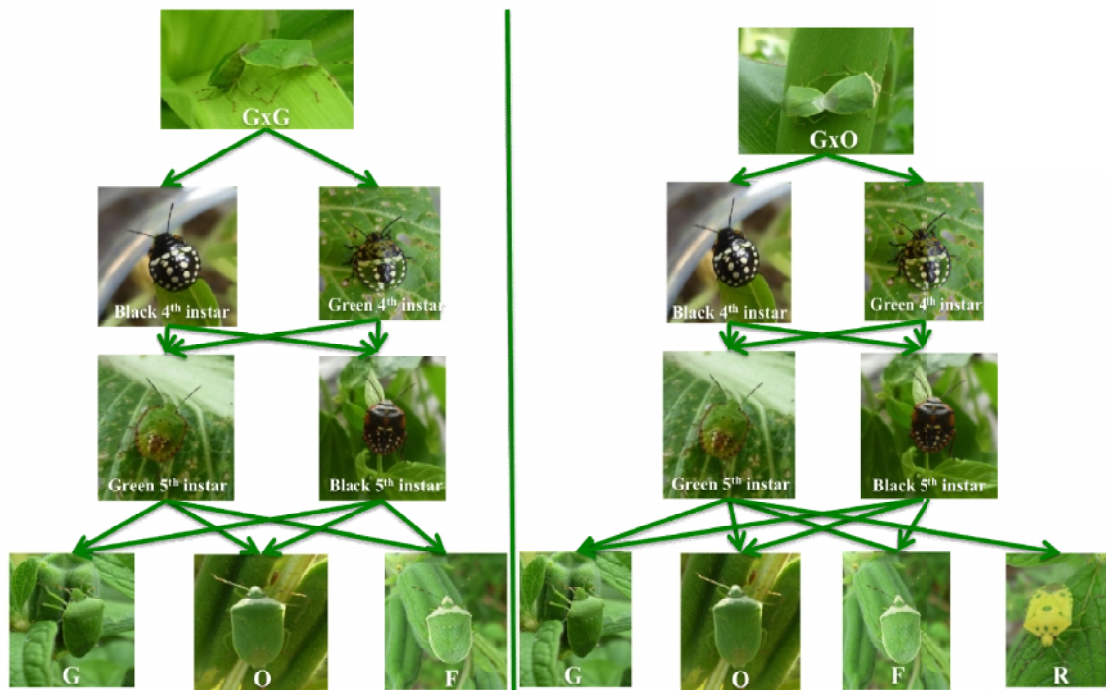 GxG
GxO
Black 4th instar
Green 4th instar
Black 4th instar
Green 4th instar
Green 5th instar
Black 5th instar
Green 5th instar
Black 5th instar
G
O
F
G
O
F
R